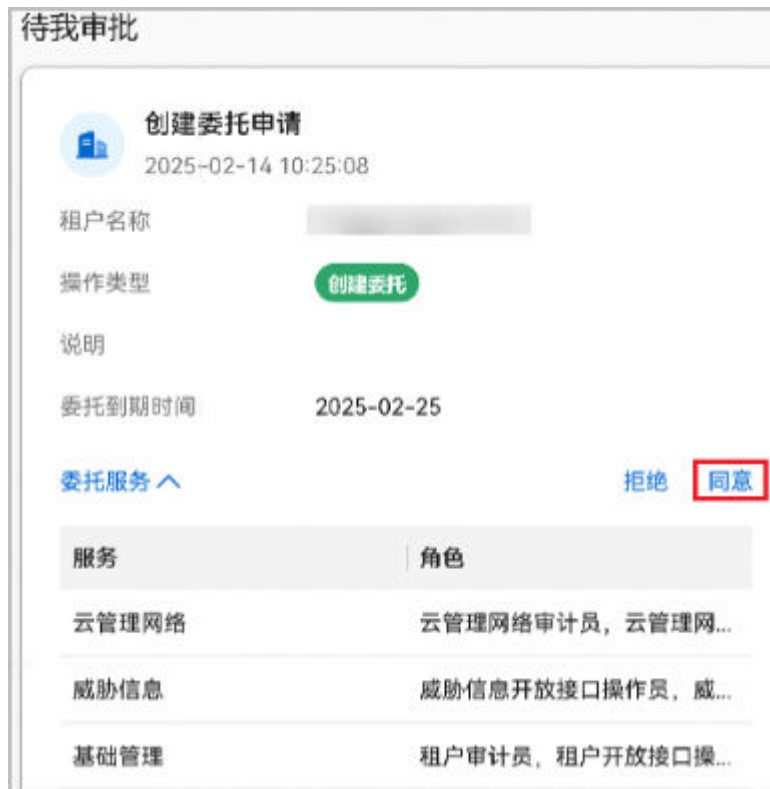 待我审批
创建委托申请
2025-02-14 10:25:08
租户名称
操作类型 创建委托
说明
委托到期时间 2025-02-25
委托服务 拒绝 同意
服务 角色
云管理网络 云管理网络审计员，云管理网...
威胁信息 威胁信息开放接口操作员，威...
基础管理 租户审计员，租户开放接口操...